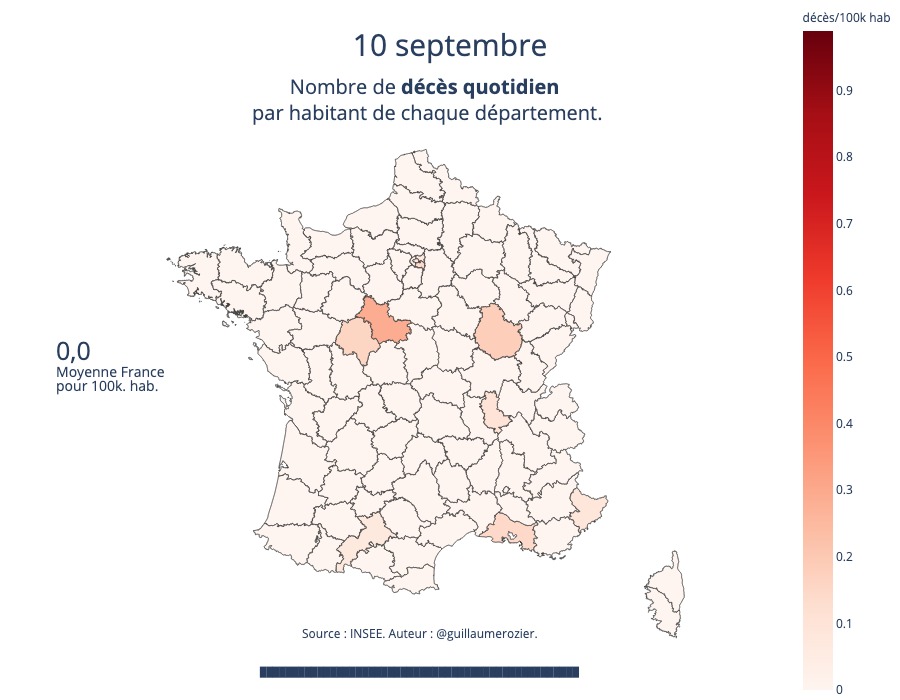 décès/100k hab
10 septembre
Nombre de décès quotidien
par habitant de chaque département.
0.9
0.8
0.7
0.6
0.5
0.4
0.3
0.2
0.1
0
0,0
Moyenne France
pour 100k. hab.
Source : INSEE. Auteur : @guillaumerozier.